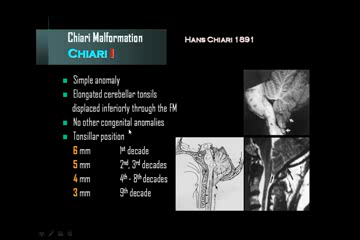 Chiari Malformation
CHIARI I
HANS CHIARI 1891
Simple anomaly
Elongated cerebellar tonsils
displaced inferiorly through the FM
No other congenital anomalies
Tonsillar position
6 mm 1st decade
5 mm 2nd, 3rd decades
4 mm 4th - 8th decades
3 mm 9th decade